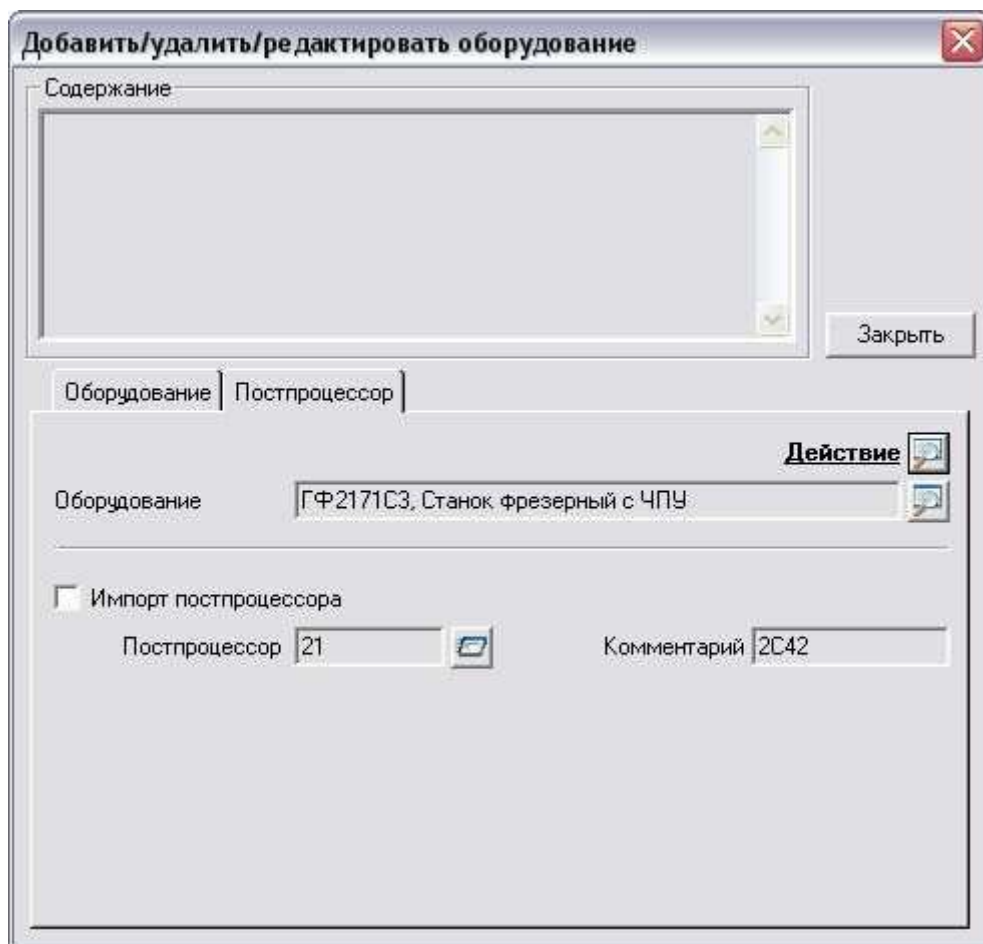 Добавить/удалить/редактировать оборудование
Содержание
Закрыть
Оборудование Постпроцессор
Действие
Оборудование ГФ2171С3, Станок фрезерный с ЧПУ
Импорт постпроцессора
Постпроцессор 21 Комментарий 2С42